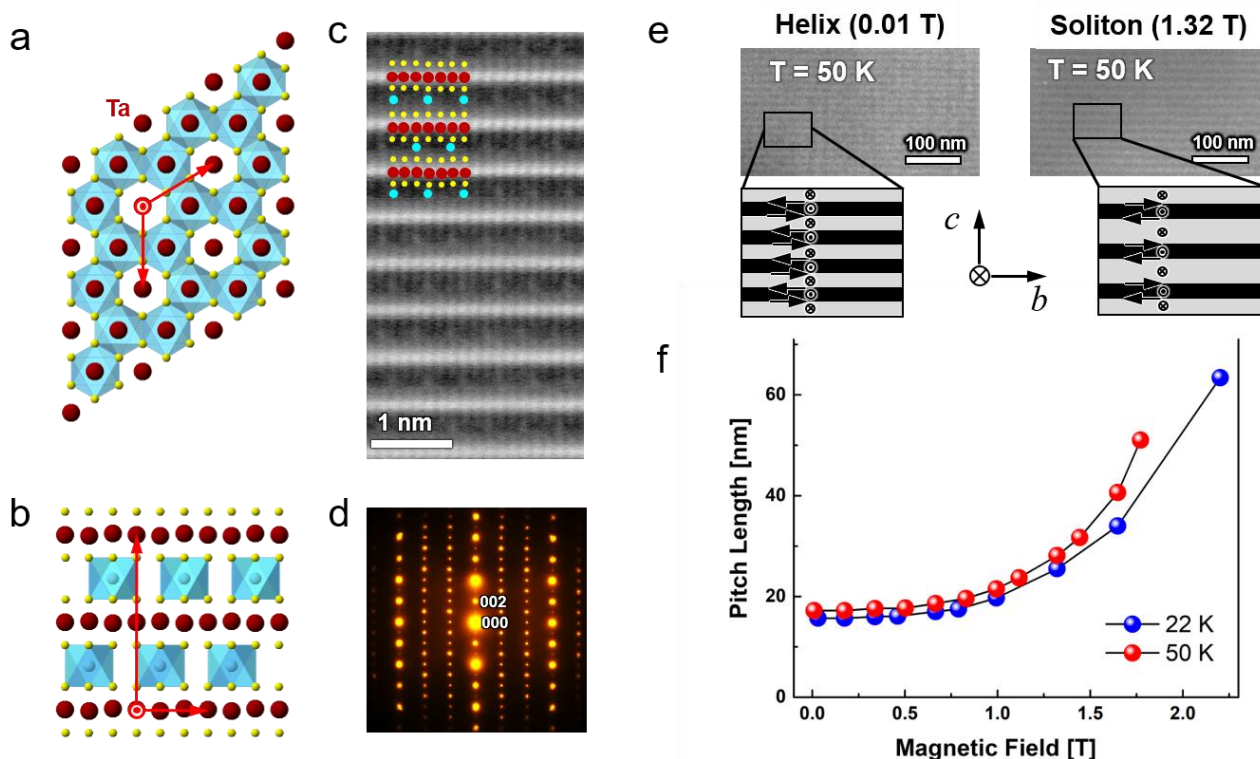 a
Ta
b
c
1 nm
d
002
000
e
Helix (0.01 T)
T = 50 K
100 nm
Soliton (1.32 T)
T = 50 K
100 nm
c
b
f
Pitch Length [nm]
60
40
20
0
0.0 0.5 1.0 1.5 2.0
Magnetic Field [T]
22 K
50 K